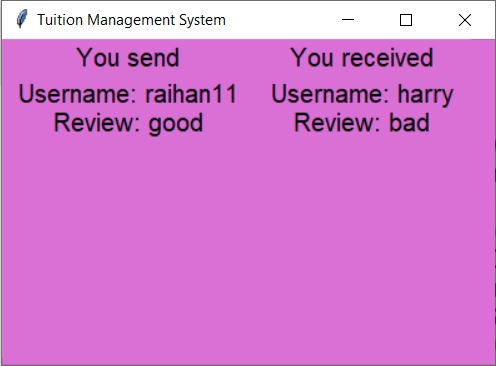 Tuition Management System
You send
Username: raihan11
Review: good
You received
Username: harry
Review: bad